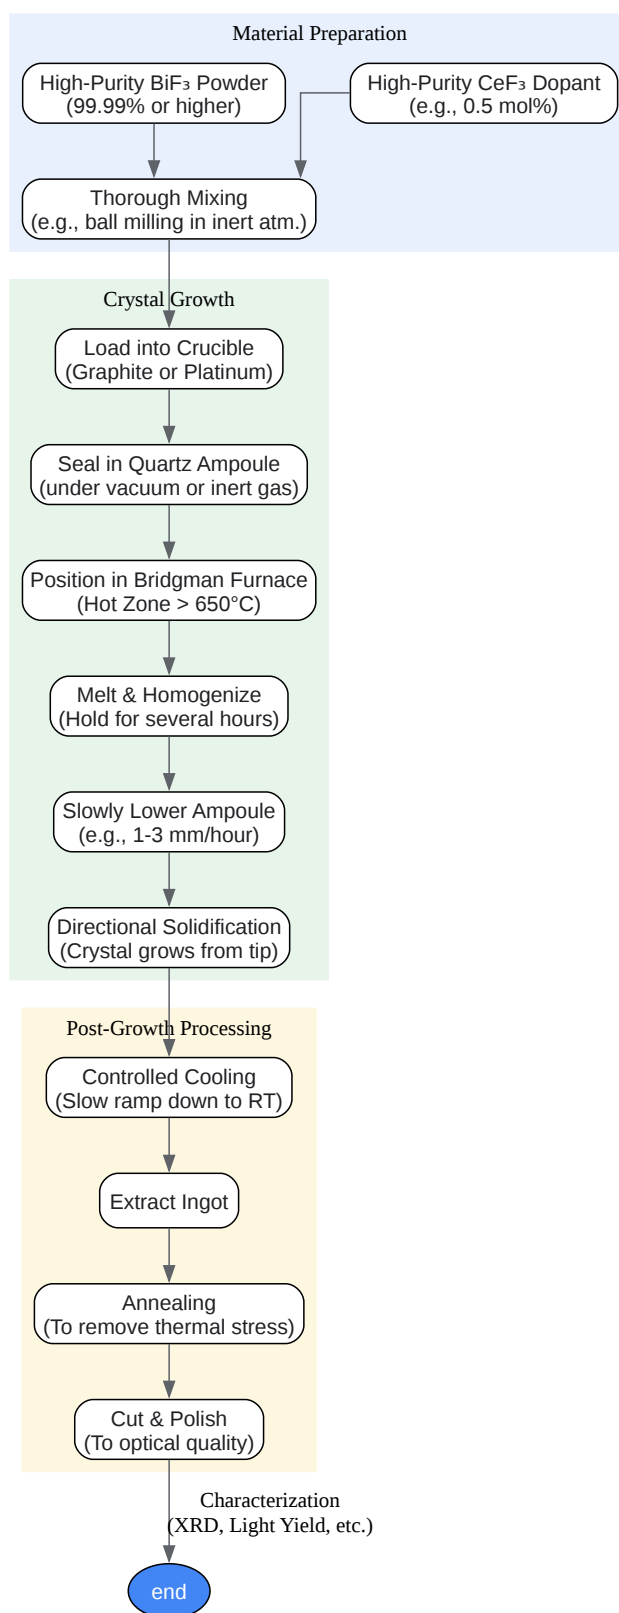 Material Preparation
High-Purity BiF₃ Powder
(99.99% or higher)
High-Purity CeF₃ Dopant
(e.g., 0.5 mol%)
Thorough Mixing
(e.g., ball milling in inert atm.)
Crystal Growth
Load into Crucible
(Graphite or Platinum)
Seal in Quartz Ampoule
(under vacuum or inert gas)
Position in Bridgman Furnace
(Hot Zone > 650°C)
Melt & Homogenize
(Hold for several hours)
Slowly Lower Ampoule
(e.g., 1-3 mm/hour)
Directional Solidification
(Crystal grows from tip)
Post-Growth Processing
Controlled Cooling
(Slow ramp down to RT)
Extract Ingot
Annealing
(To remove thermal stress)
Cut & Polish
(To optical quality)
Characterization
(XRD, Light Yield, etc.)
end